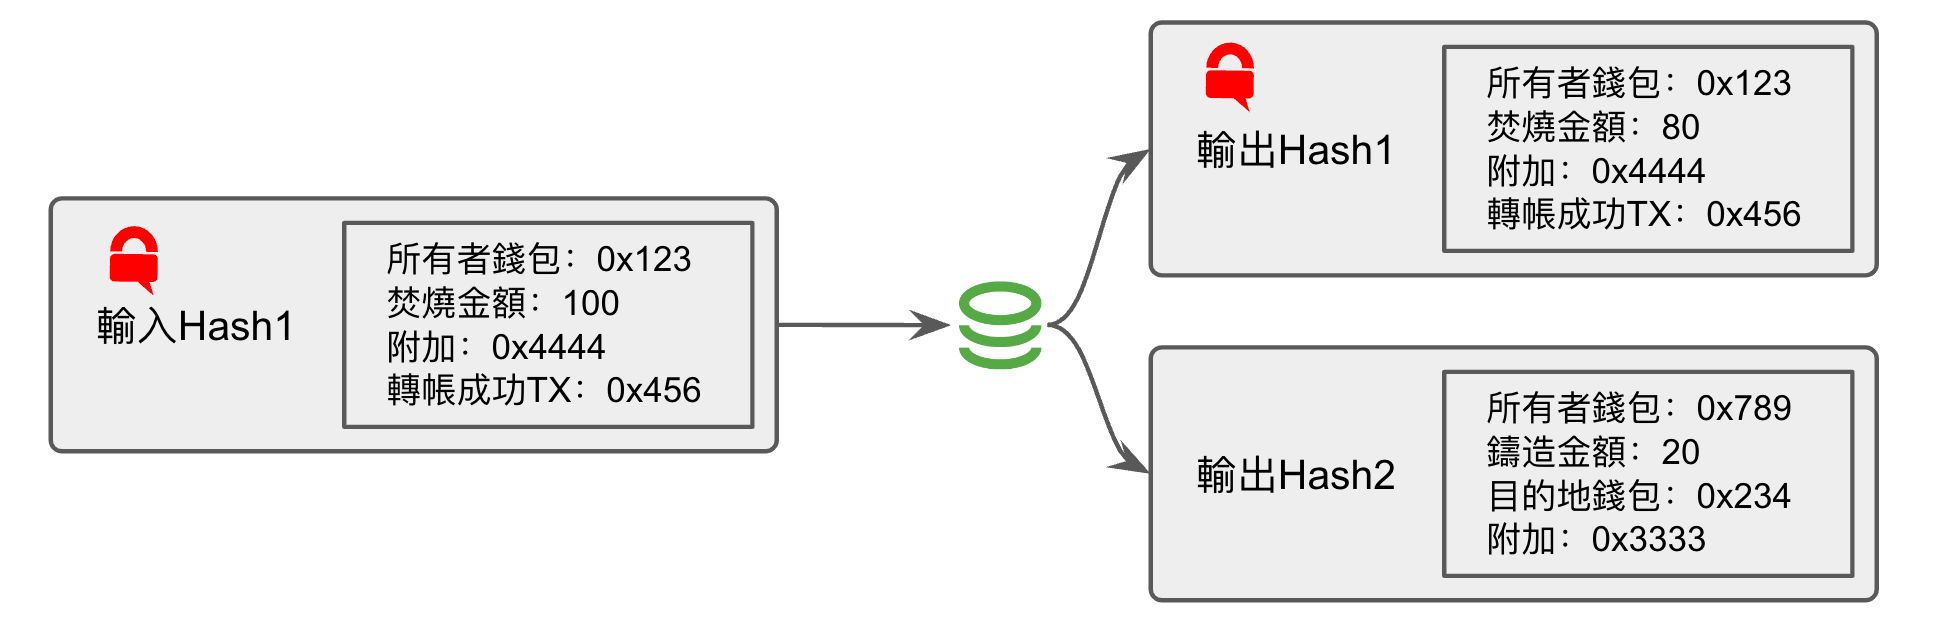 輸入Hash1
所有者錢包：0x123
焚燒金額：100
附加：0x4444
轉帳成功TX：0x456
輸出Hash1
所有者錢包：0x123
焚燒金額：80
附加：0x4444
轉帳成功TX：0x456
輸出Hash2
所有者錢包：0x789
鑄造金額：20
目的地錢包：0x234
附加：0x3333